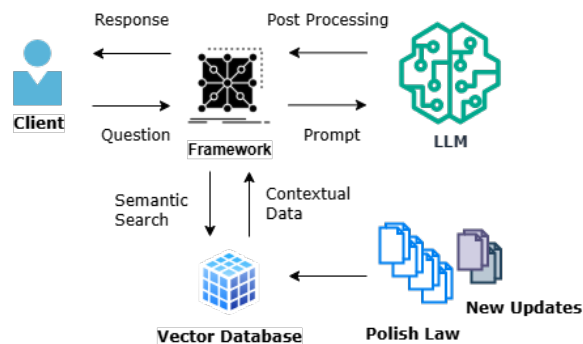 Response
Post Processing
Client
Question
Framework
Prompt
LLM
Semantic
Search
Contextual
Data
New Updates
Vector Database
Polish Law